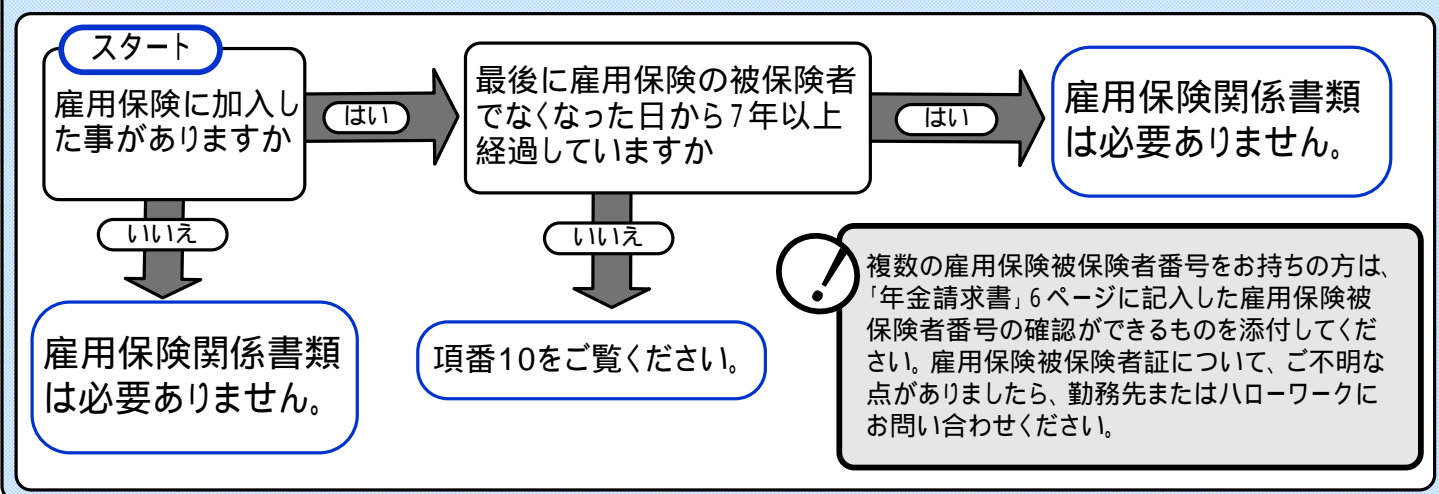 スタート
雇用保険に加入し
た事がありますか
はい
最後に雇用保険の被保険者
でなくなった日から7年以上
経過していますか
はい
雇用保険関係書類
は必要ありません。
いいえ
雇用保険関係書類
は必要ありません。
いいえ
項番10をご覧ください。
複数の雇用保険被保険者番号をお持ちの方は、
「年金請求書」6ページに記入した雇用保険被
保険者番号の確認ができるものを添付してくだ
さい。雇用保険被保険者証について、ご不明な
点がありましたら、勤務先またはハローワークに
お問い合わせください。